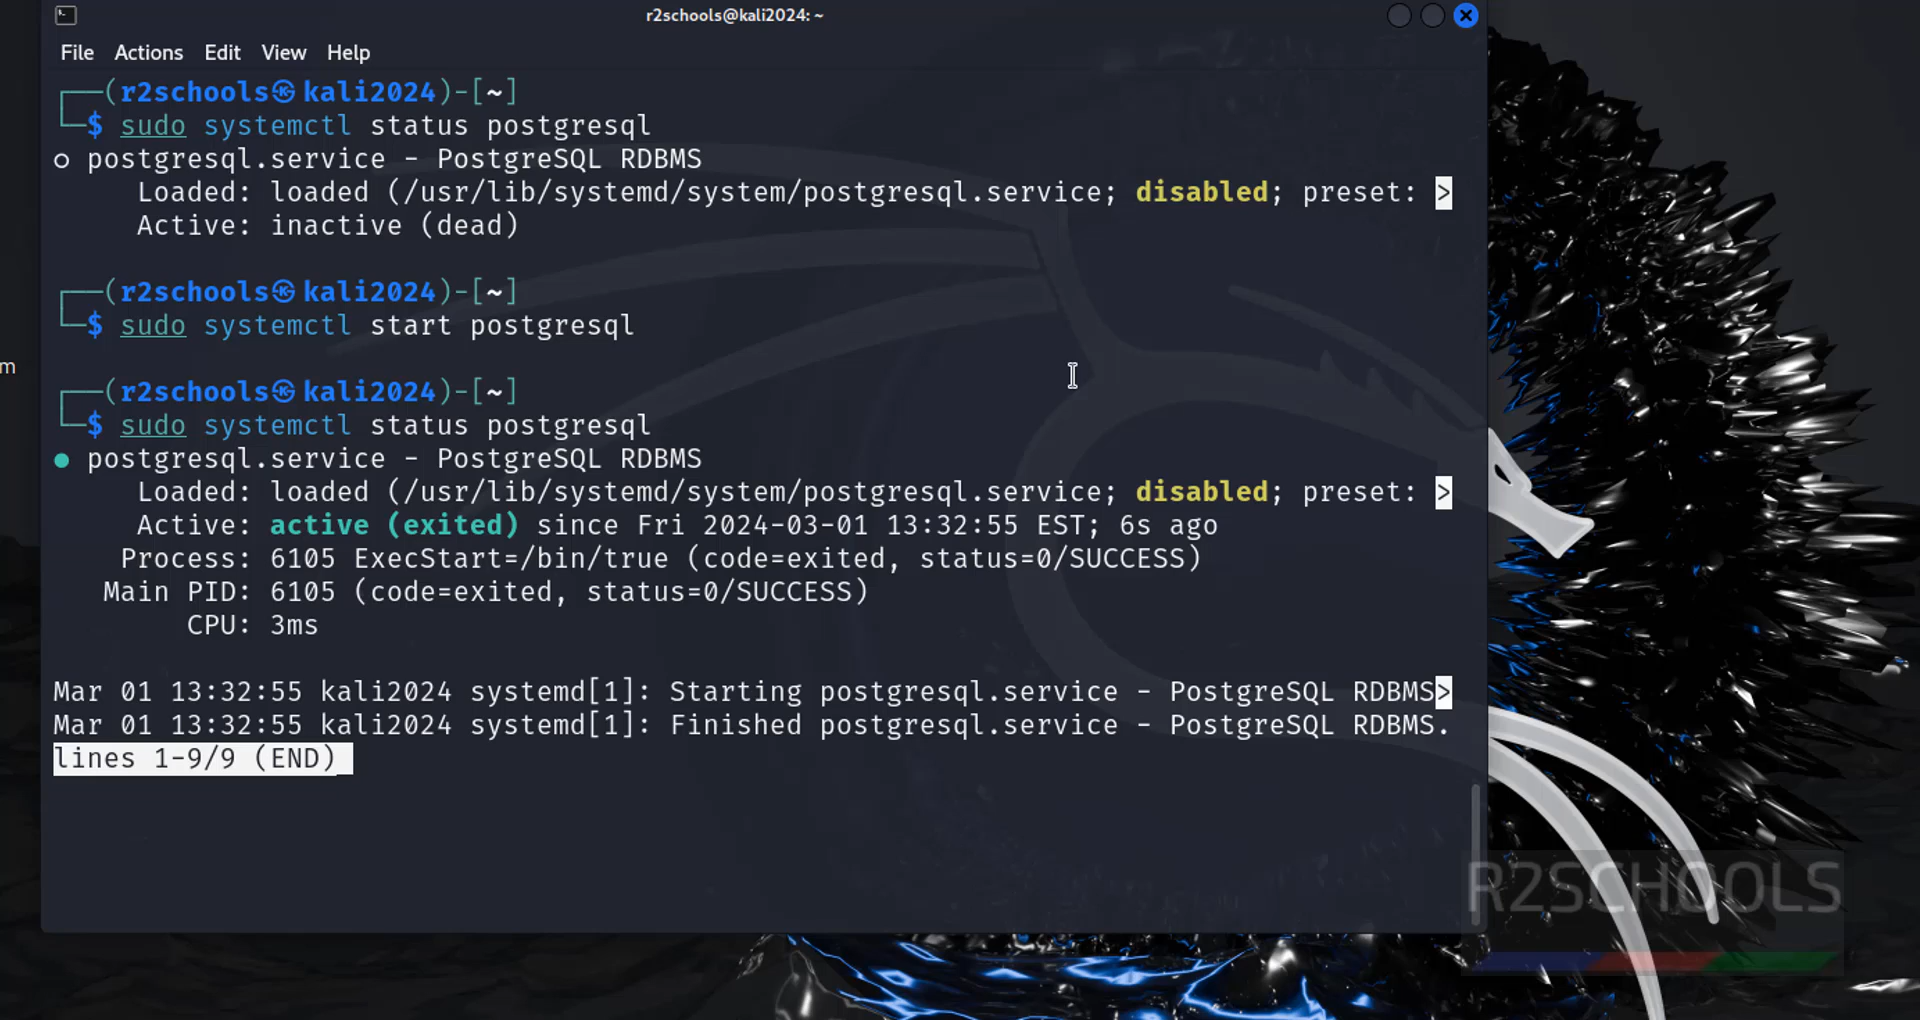 r2schools@kali2024: ~
File Actions Edit View Help
┌──(r2schools㉿kali2024)-[~]
└─$ sudo systemctl status postgresql
○ postgresql.service - PostgreSQL RDBMS
Loaded: loaded (/usr/lib/systemd/system/postgresql.service; disabled; preset: >
Active: inactive (dead)
┌──(r2schools㉿kali2024)-[~]
└─$ sudo systemctl start postgresql
m
┌──(r2schools㉿kali2024)-[~]
└─$ sudo systemctl status postgresql
● postgresql.service - PostgreSQL RDBMS
Loaded: loaded (/usr/lib/systemd/system/postgresql.service; disabled; preset: >
Active: active (exited) since Fri 2024-03-01 13:32:55 EST; 6s ago
Process: 6105 ExecStart=/bin/true (code=exited, status=0/SUCCESS)
Main PID: 6105 (code=exited, status=0/SUCCESS)
CPU: 3ms
Mar 01 13:32:55 kali2024 systemd[1]: Starting postgresql.service - PostgreSQL RDBMS>
Mar 01 13:32:55 kali2024 systemd[1]: Finished postgresql.service - PostgreSQL RDBMS.
lines 1-9/9 (END)
R2SCHOOLS